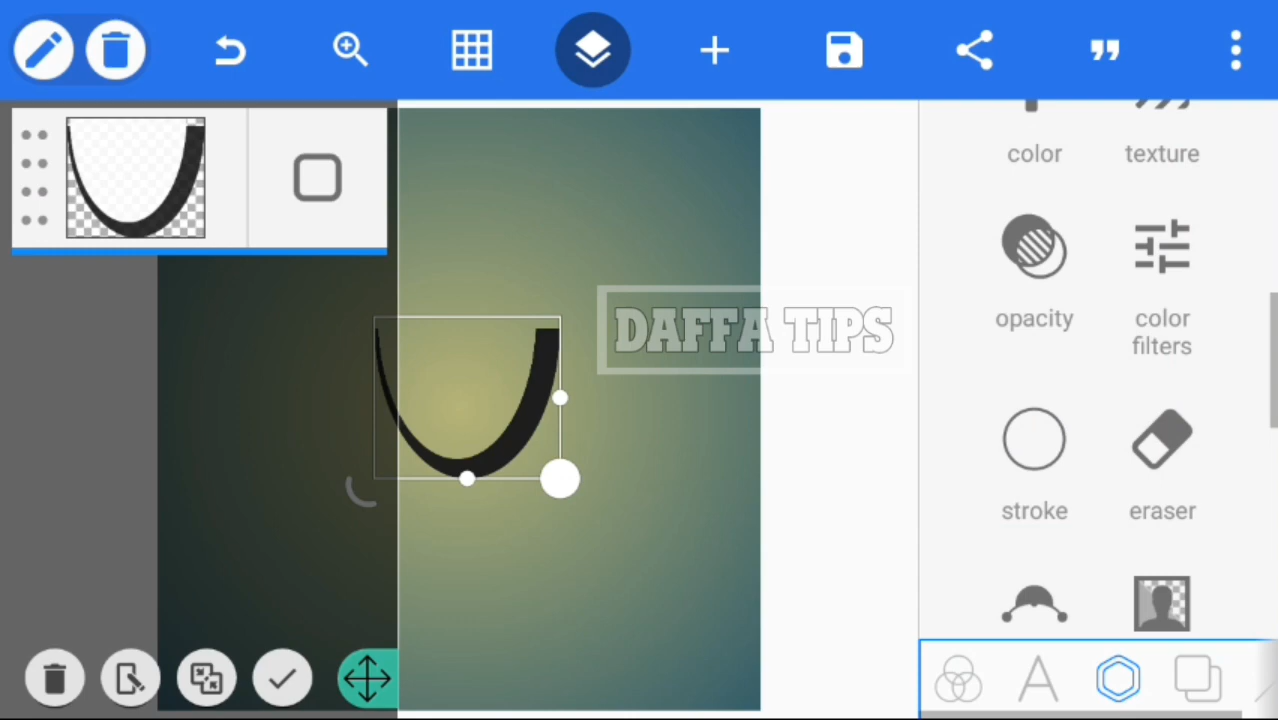 color
texture
DAFFA TIPS
opacity
color
filters
stroke
eraser